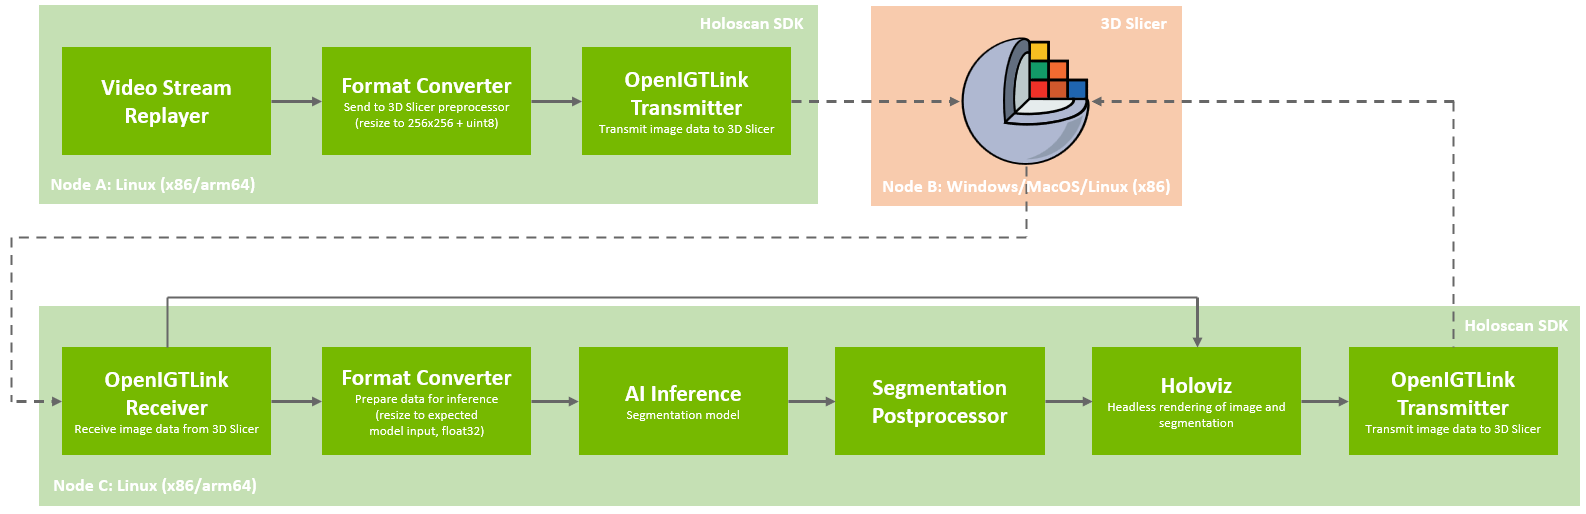 Holoscan SDK
Video Stream
Replayer
Format Converter
Send to 3D Slicer preprocessor
(resize to 256x256 + uint8)
OpenIGTLink
Transmitter
Transmit image data to 3D Slicer
Node A: Linux (x86/arm64)
3D Slicer
Node B: Windows/MacOS/Linux (x86)
Holoscan SDK
OpenIGTLink
Receiver
Receive image data from 3D Slicer
Format Converter
Prepare data for inference
(resize to expected
model input, float32)
AI Inference
Segmentation model
Segmentation
Postprocessor
Holoviz
Headless rendering of image and
segmentation
OpenIGTLink
Transmitter
Transmit image data to 3D Slicer
Node C: Linux (x86/arm64)